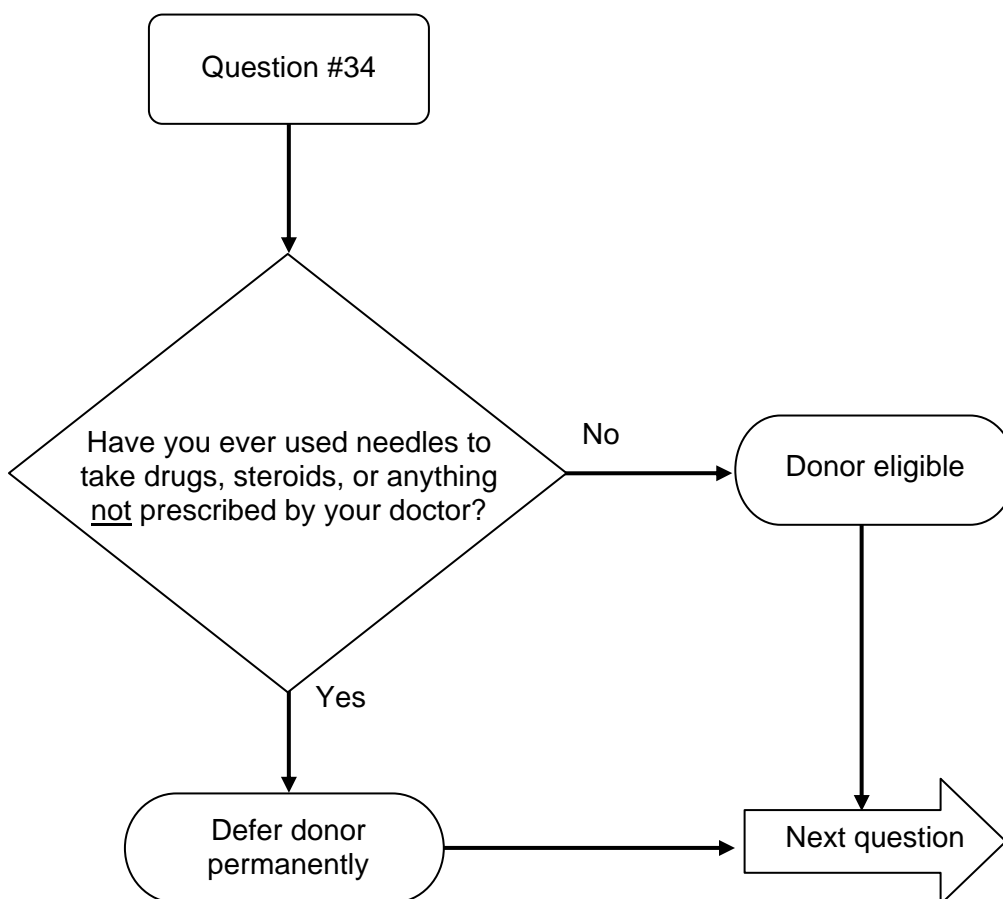 Question #34
Have you ever used needles to
take drugs, steroids, or anything
not prescribed by your doctor?
No
Donor eligible
Yes
Defer donor
permanently
Next question